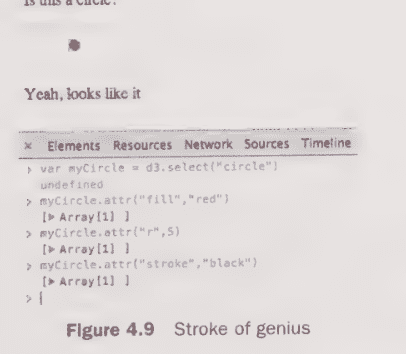 Is this a circle?
Yeah, looks like it
× Elements Resources Network Sources Timeline
> var myCircle = d3.select("circle")
undefined
> myCircle.attr("fill","red")
[▶ Array[1] ]
> myCircle.attr("r",5)
[▶ Array[1] ]
> myCircle.attr("stroke","black")
[▶ Array[1] ]
>
Figure 4.9 Stroke of genius